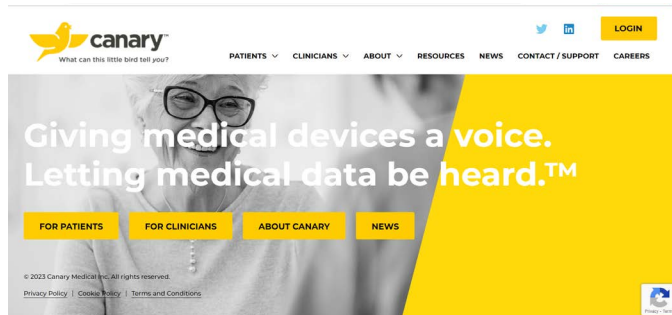 LOGIN
canary™
What can this little bird tell you?
PATIENTS CLINICIANS ABOUT RESOURCES NEWS CONTACT / SUPPORT CAREERS
Giving medical devices a voice.
Letting medical data be heard.™
FOR PATIENTS FOR CLINICIANS ABOUT CANARY NEWS
© 2023 Canary Medical Inc. All rights reserved.
Privacy Policy | Cookie Policy | Terms and Conditions